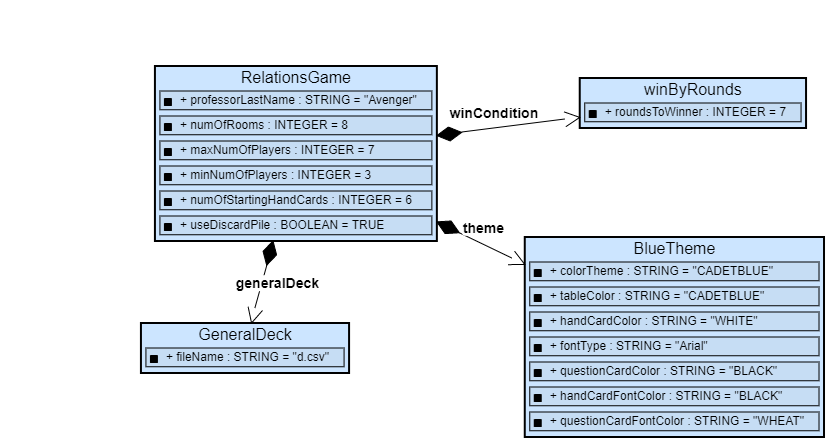 RelationsGame
+ professorLastName : STRING = "Avenger"
+ numOfRooms : INTEGER = 8
+ maxNumOfPlayers : INTEGER = 7
+ minNumOfPlayers : INTEGER = 3
+ numOfStartingHandCards : INTEGER = 6
+ useDiscardPile : BOOLEAN = TRUE
winCondition
winByRounds
+ roundsToWinner : INTEGER = 7
theme
BlueTheme
+ colorTheme : STRING = "CADETBLUE"
+ tableColor : STRING = "CADETBLUE"
+ handCardColor : STRING = "WHITE"
+ fontType : STRING = "Arial"
+ questionCardColor : STRING = "BLACK"
+ handCardFontColor : STRING = "BLACK"
+ questionCardFontColor : STRING = "WHEAT"
generalDeck
GeneralDeck
+ fileName : STRING = "d.csv"